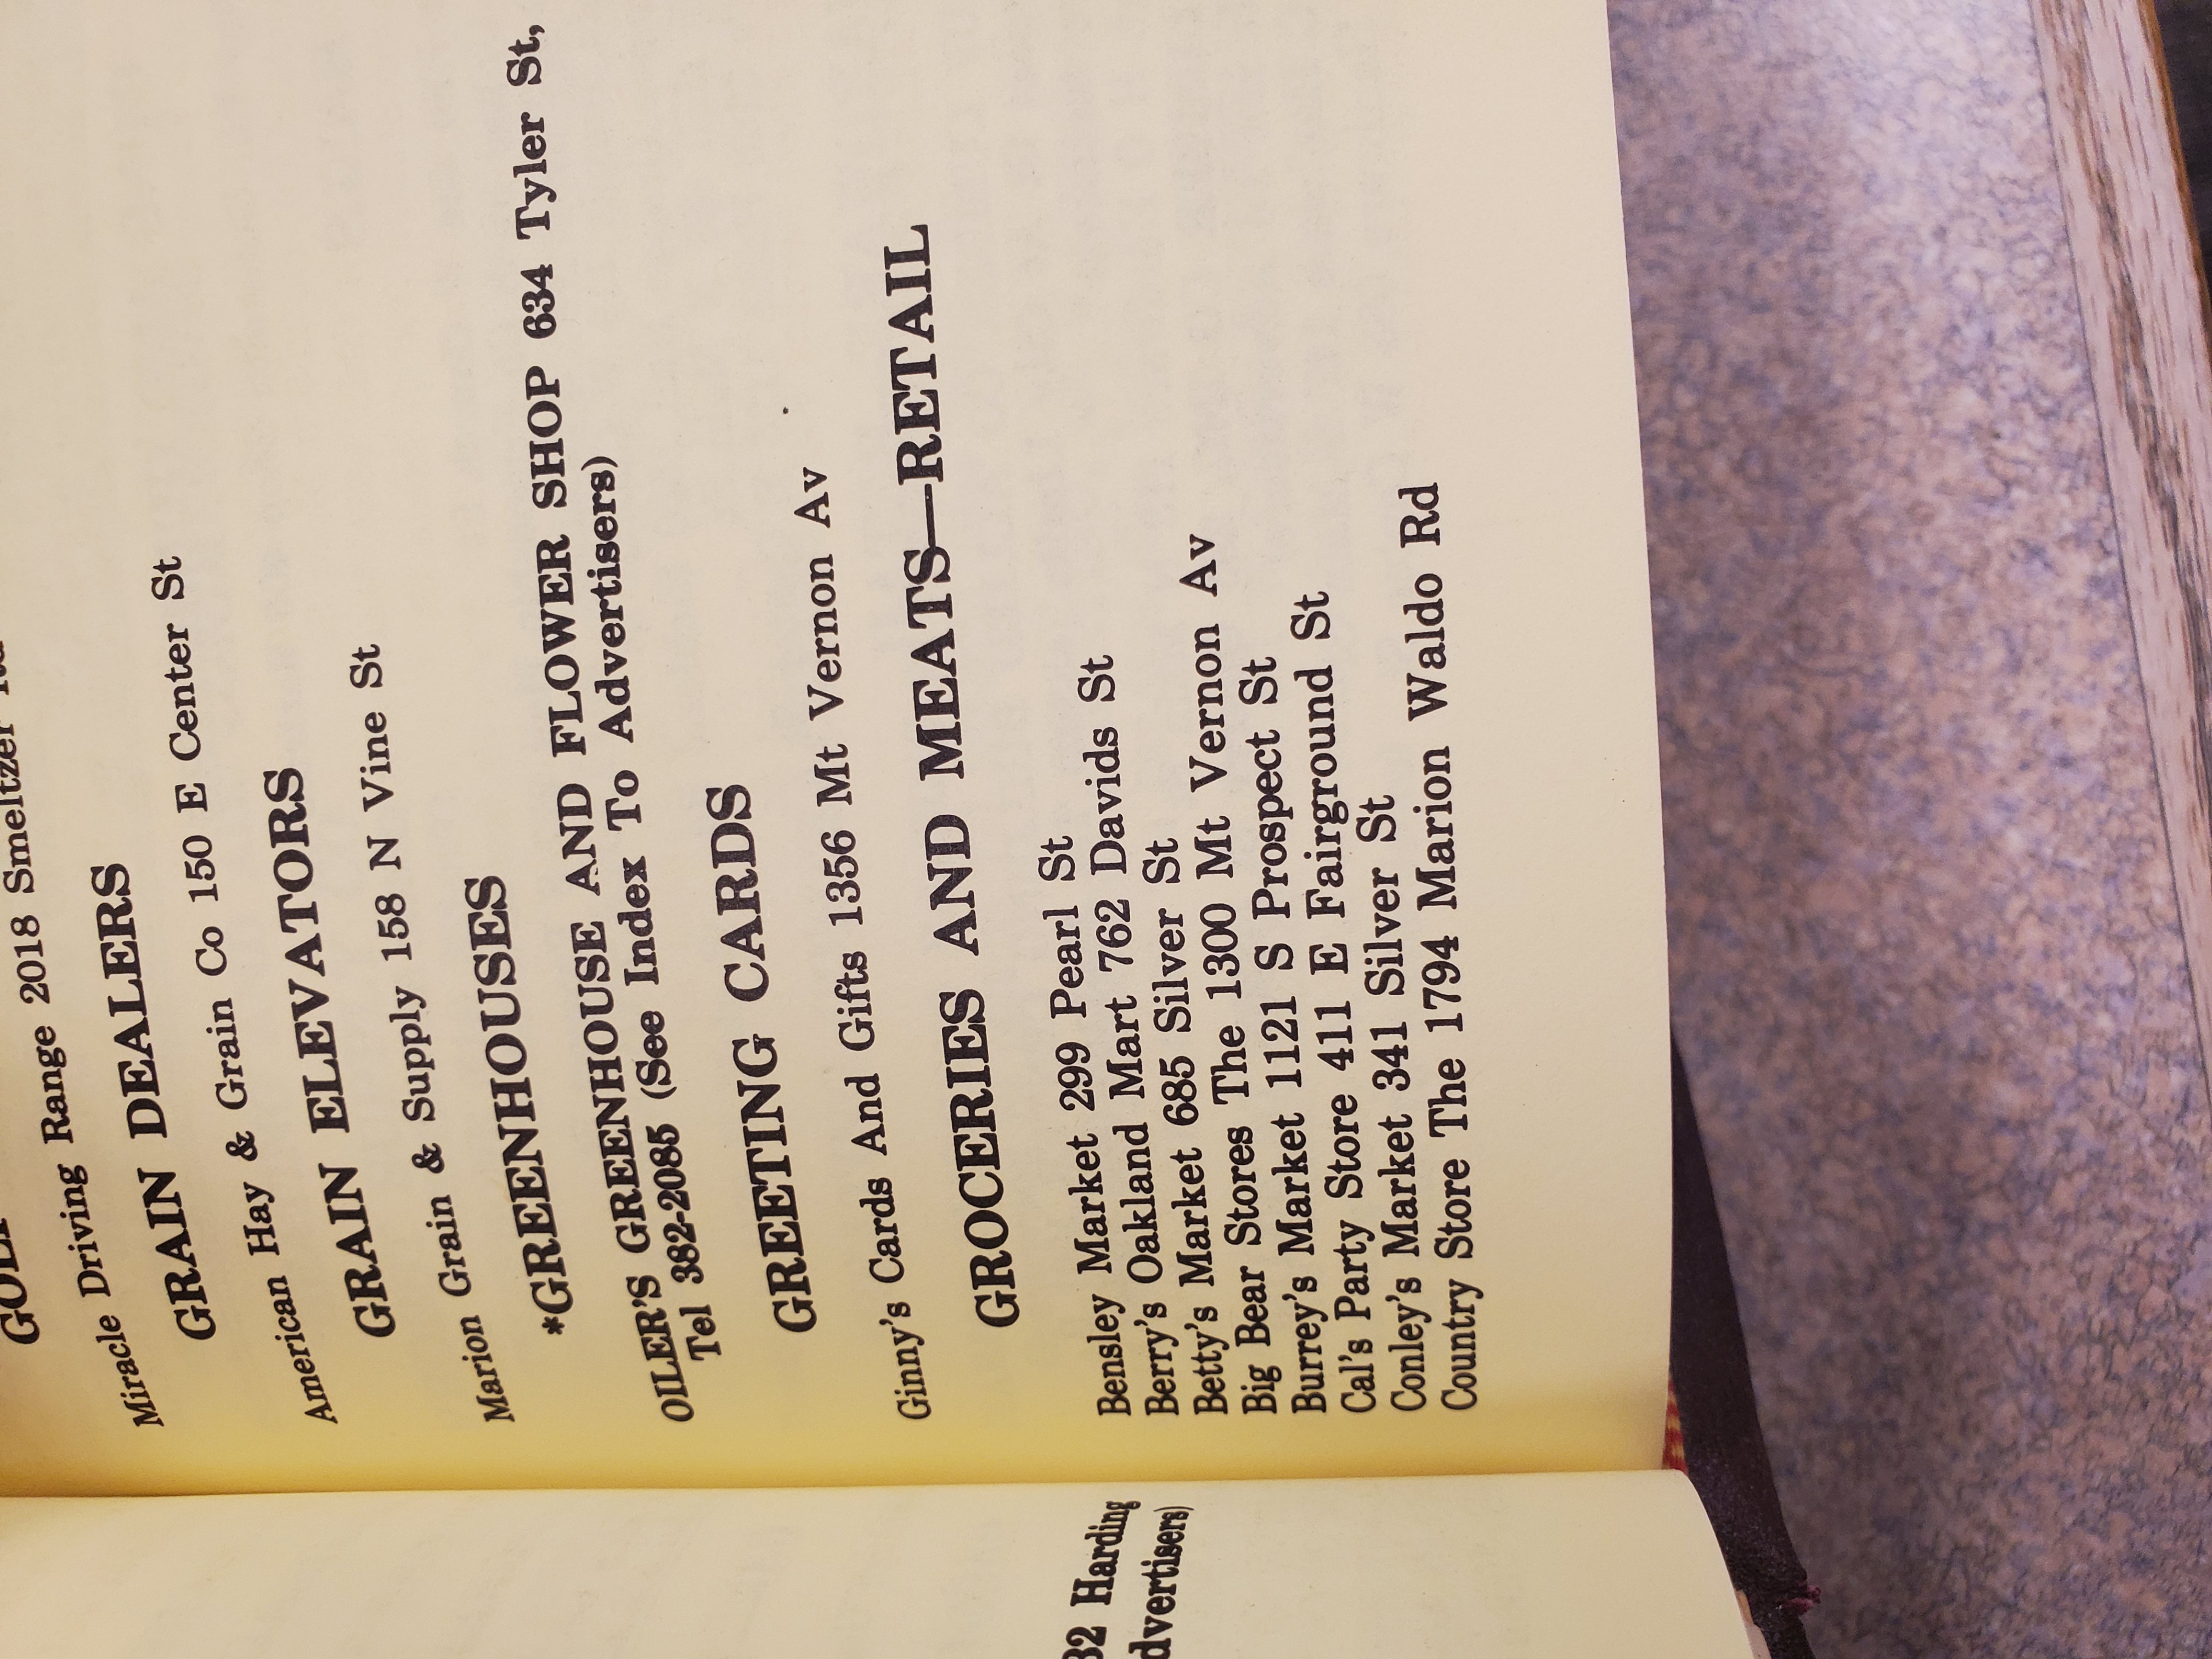 GOLF
Miracle Driving Range 2018 Smeltzer Rd
GRAIN DEALERS
American Hay & Grain Co 150 E Center St
GRAIN ELEVATORS
Marion Grain & Supply 158 N Vine St
*GREENHOUSES
OILER'S GREENHOUSE AND FLOWER SHOP 634 Tyler St,
Tel 382-2085 (See Index To Advertisers)
GREETING CARDS
Ginny's Cards And Gifts 1356 Mt Vernon Av
GROCERIES AND MEATS—RETAIL
Bensley Market 299 Pearl St
Berry's Oakland Mart 762 Davids St
Betty's Market 685 Silver St
Big Bear Stores The 1300 Mt Vernon Av
Burrey's Market 1121 S Prospect St
Cal's Party Store 411 E Fairground St
Conley's Market 341 Silver St
Country Store The 1794 Marion Waldo Rd
32 Harding
dvertisers)